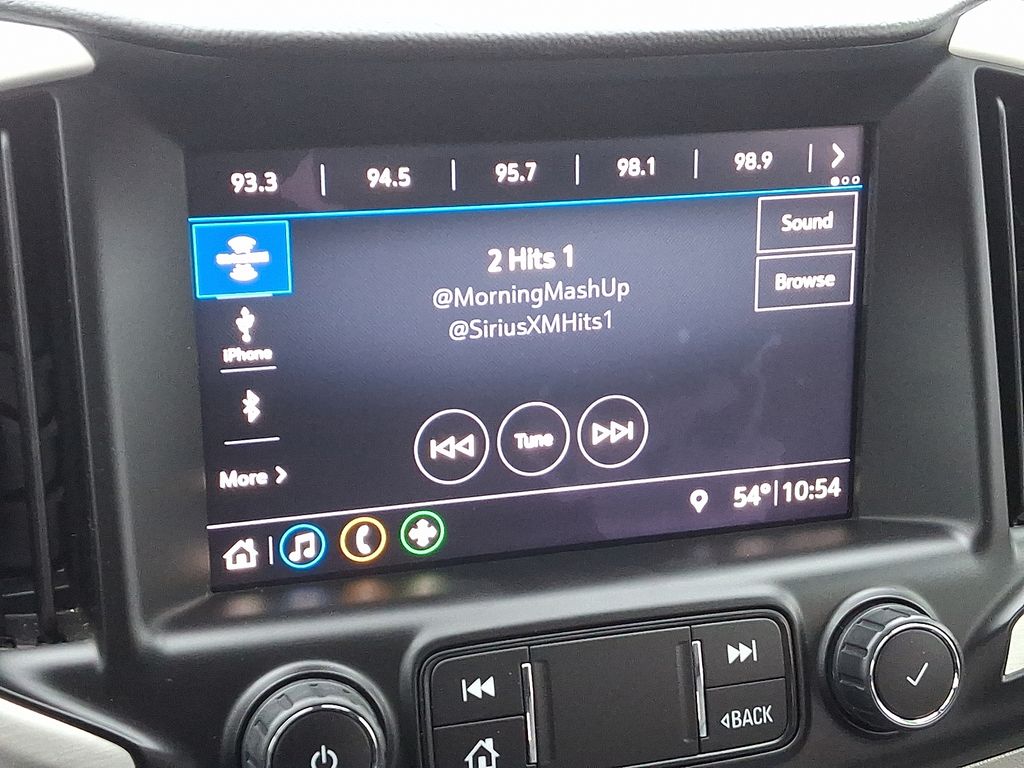 93.3 | 94.5 | 95.7 | 98.1 | 98.9
Sound
2 Hits 1
Browse
@MorningMashUp
@SiriusXMHits1
iPhone
Tune
More
54° | 10:54
BACK